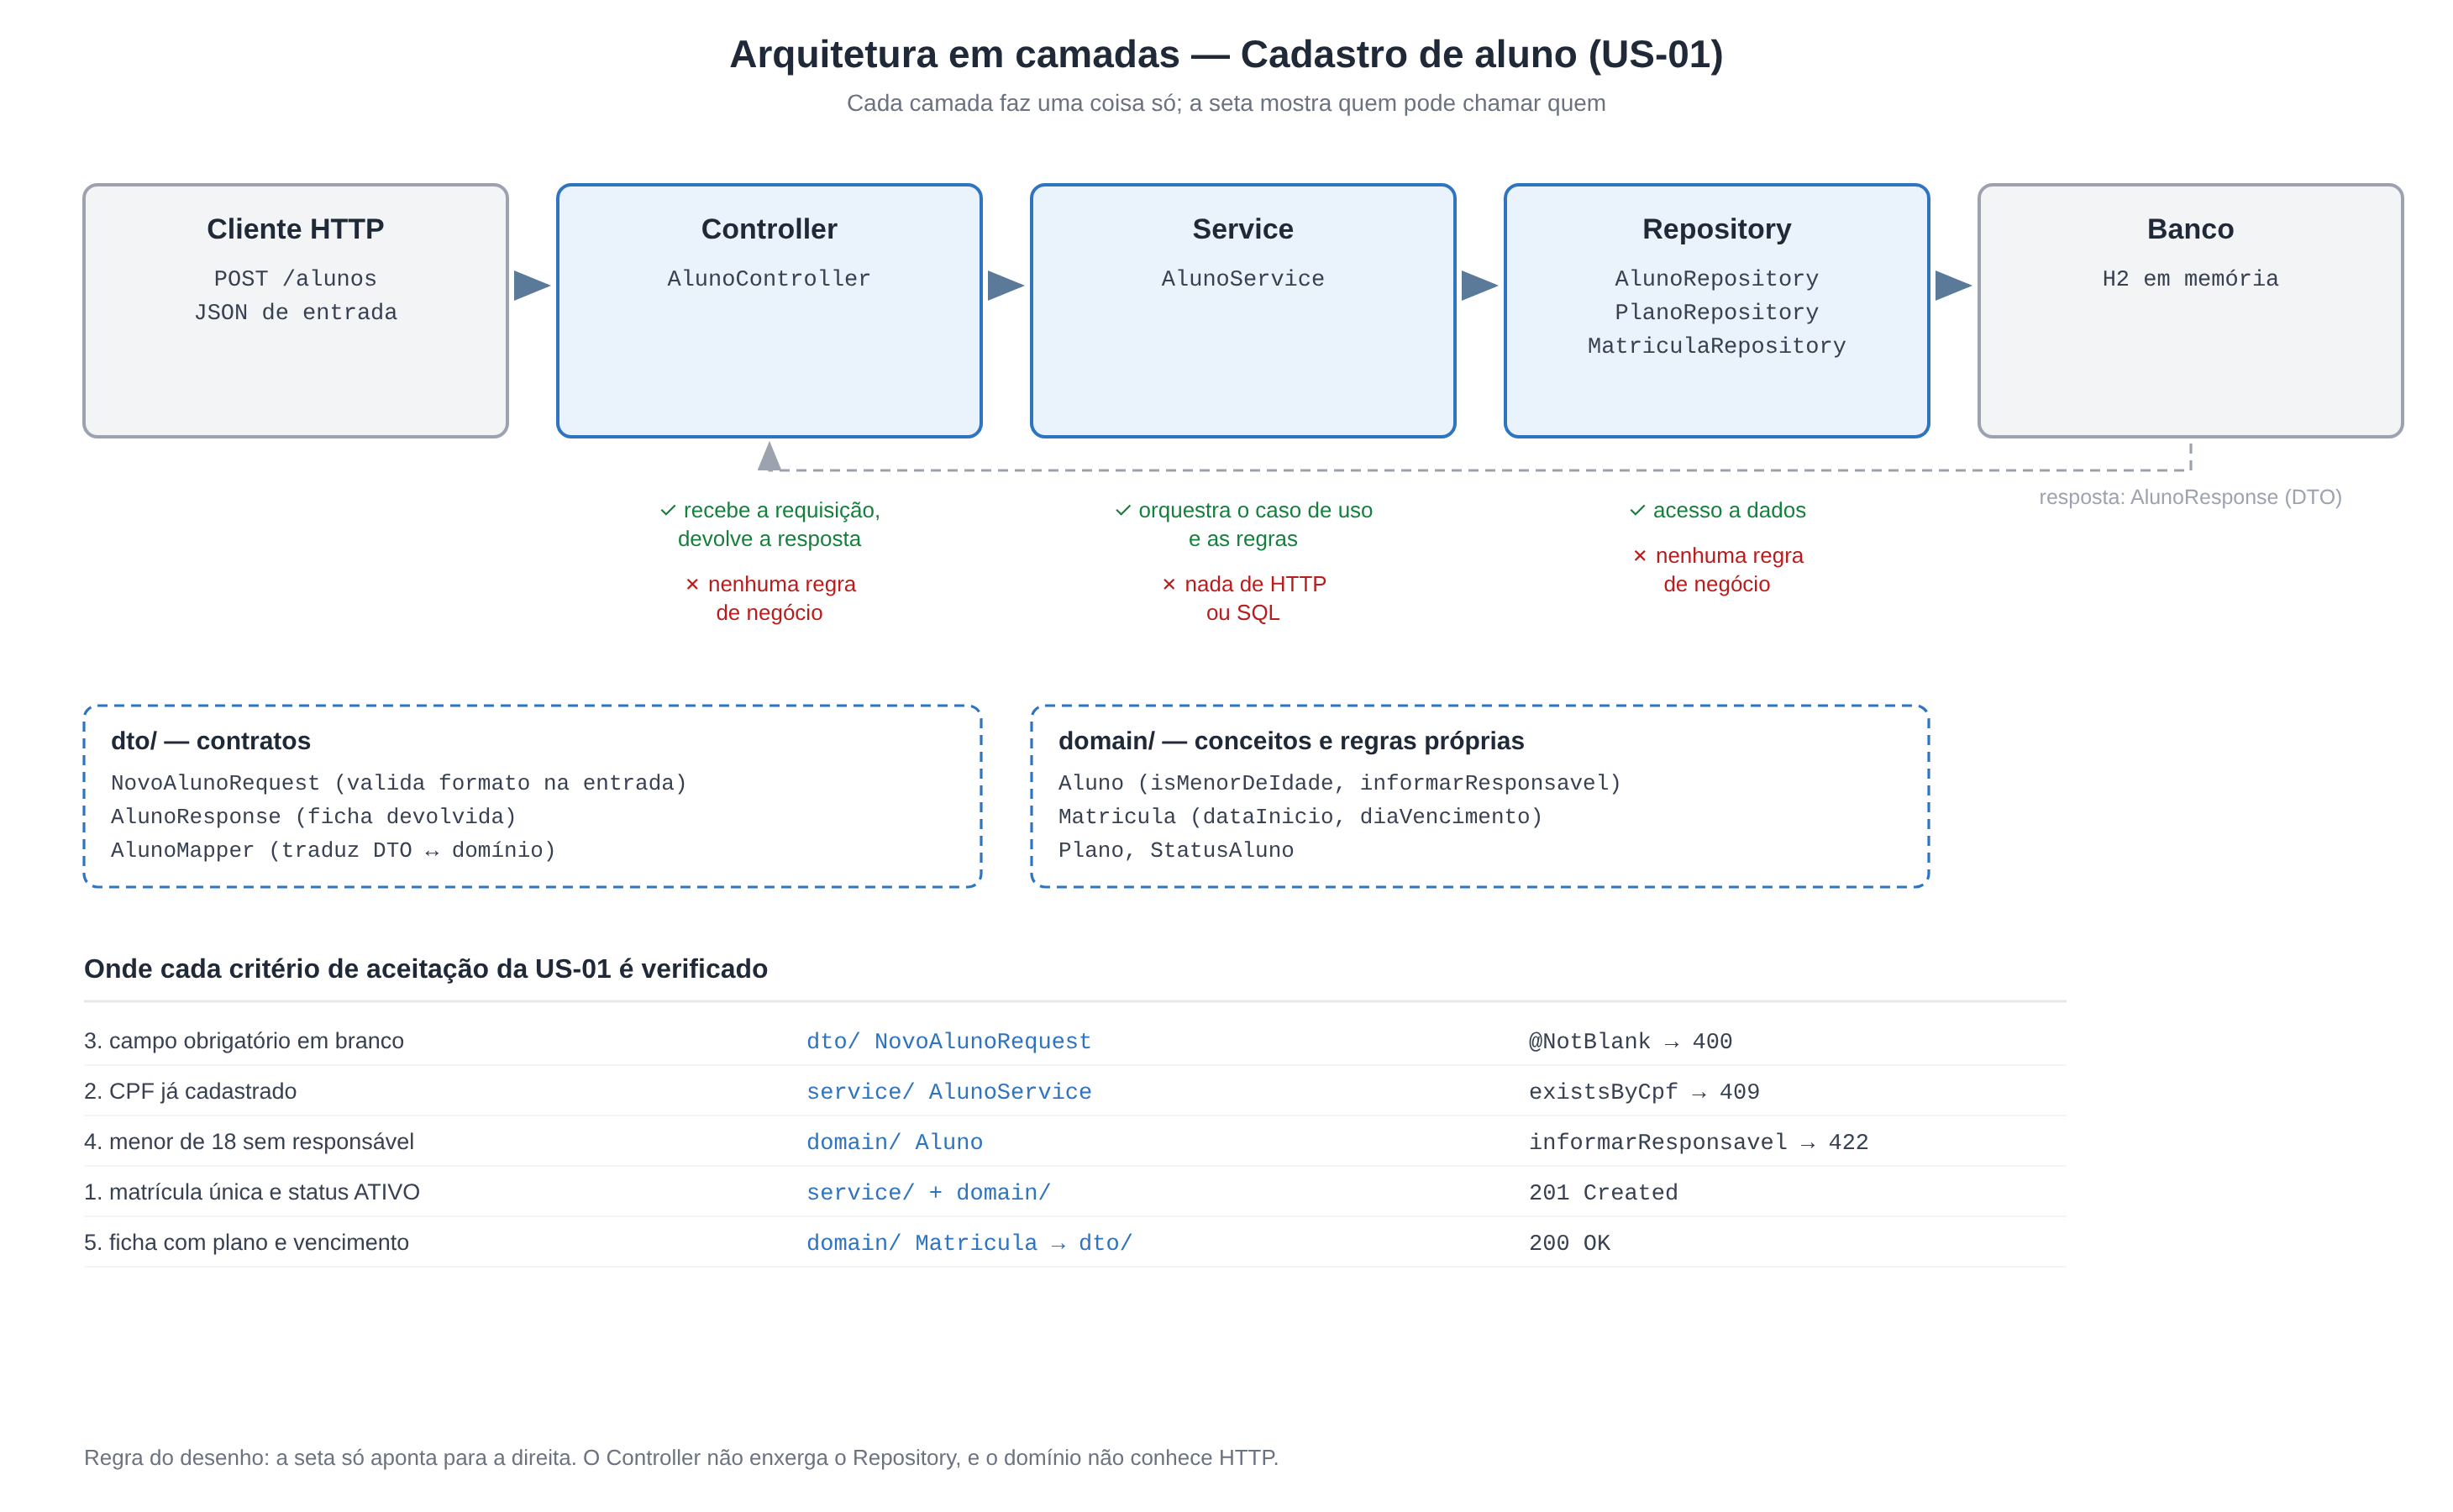 Arquitetura em camadas — Cadastro de aluno (US-01)
Cada camada faz uma coisa só; a seta mostra quem pode chamar quem
Cliente HTTP
POST /alunos
JSON de entrada
Controller
AlunoController
Service
AlunoService
Repository
AlunoRepository
PlanoRepository
MatriculaRepository
Banco
H2 em memória
resposta: AlunoResponse (DTO)
✓ recebe a requisição,
devolve a resposta
✕ nenhuma regra
de negócio
✓ orquestra o caso de uso
e as regras
✕ nada de HTTP
ou SQL
✓ acesso a dados
✕ nenhuma regra
de negócio
dto/ — contratos
NovoAlunoRequest (valida formato na entrada)
AlunoResponse (ficha devolvida)
AlunoMapper (traduz DTO ↔ domínio)
domain/ — conceitos e regras próprias
Aluno (isMenorDeIdade, informarResponsavel)
Matricula (dataInicio, diaVencimento)
Plano, StatusAluno
Onde cada critério de aceitação da US-01 é verificado
3. campo obrigatório em branco dto/ NovoAlunoRequest @NotBlank → 400
2. CPF já cadastrado service/ AlunoService existsByCpf → 409
4. menor de 18 sem responsável domain/ Aluno informarResponsavel → 422
1. matrícula única e status ATIVO service/ + domain/ 201 Created
5. ficha com plano e vencimento domain/ Matricula → dto/ 200 OK
Regra do desenho: a seta só aponta para a direita. O Controller não enxerga o Repository, e o domínio não conhece HTTP.